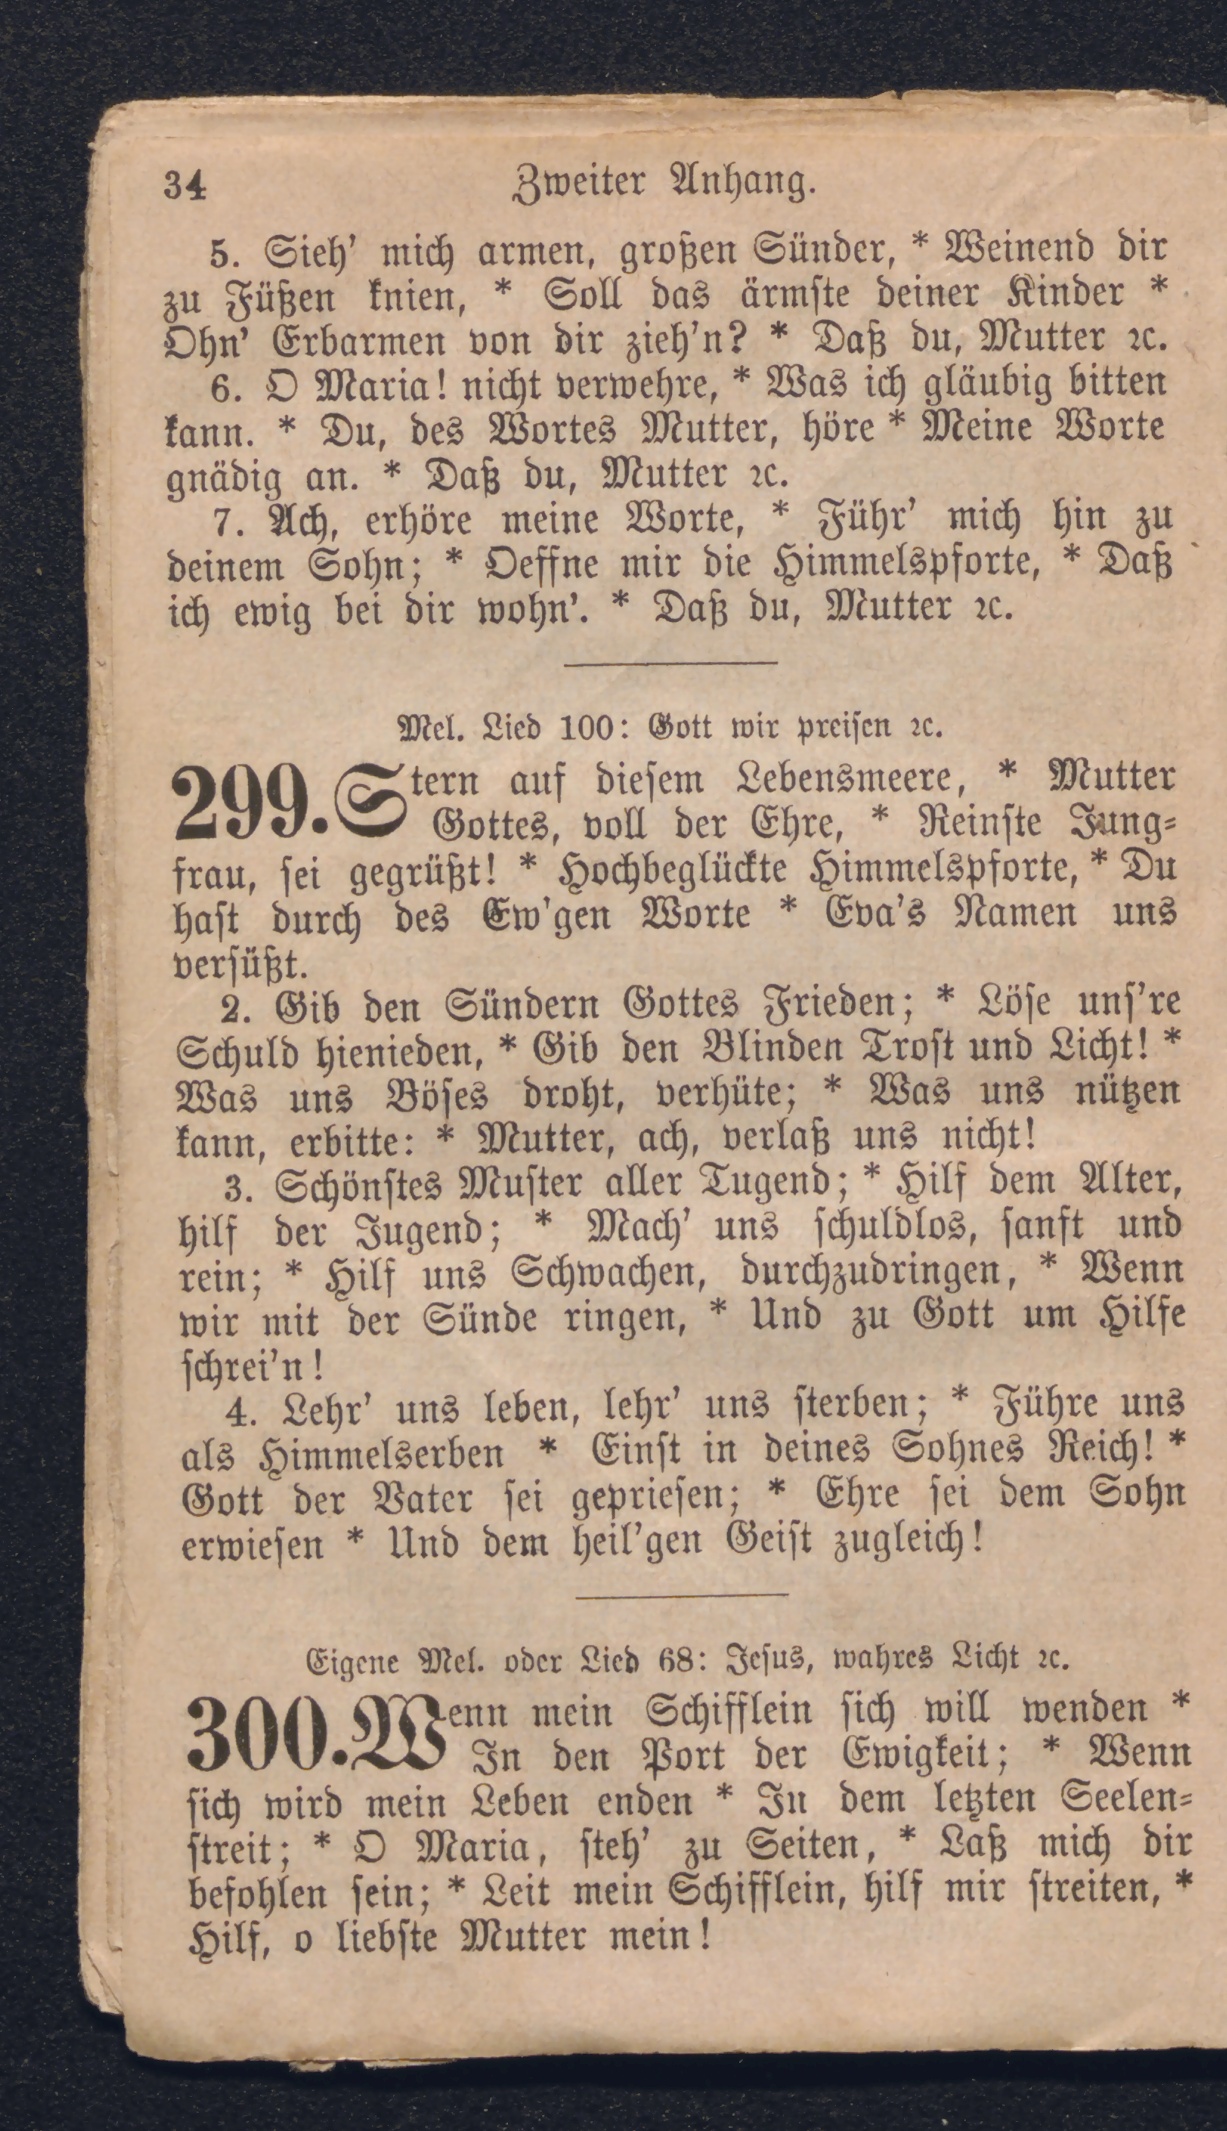 34 Zweiter Anhang.
5. Sieh' mich armen, großen Sünder, * Weinend dir
zu Füßen knien, * Soll das ärmste deiner Kinder *
Ohn' Erbarmen von dir zieh'n? * Daß du, Mutter ꝛc.
6. O Maria! nicht verwehre, * Was ich gläubig bitten
kann. * Du, des Wortes Mutter, höre * Meine Worte
gnädig an. * Daß du, Mutter ꝛc.
7. Ach, erhöre meine Worte, * Führ' mich hin zu
deinem Sohn; * Oeffne mir die Himmelspforte, * Daß
ich ewig bei dir wohn'. * Daß du, Mutter ꝛc.
Mel. Lied 100: Gott wir preisen ꝛc.
299. Stern auf diesem Lebensmeere, * Mutter
Gottes, voll der Ehre, * Reinste Jung-
frau, sei gegrüßt! * Hochbeglückte Himmelspforte, * Du
hast durch des Ew'gen Worte * Eva's Namen uns
versüßt.
2. Gib den Sündern Gottes Frieden; * Löse uns're
Schuld hienieden, * Gib den Blinden Trost und Licht! *
Was uns Böses droht, verhüte; * Was uns nützen
kann, erbitte: * Mutter, ach, verlaß uns nicht!
3. Schönstes Muster aller Tugend; * Hilf dem Alter,
hilf der Jugend; * Mach' uns schuldlos, sanft und
rein; * Hilf uns Schwachen, durchzudringen, * Wenn
wir mit der Sünde ringen, * Und zu Gott um Hilfe
schrei'n!
4. Lehr' uns leben, lehr' uns sterben; * Führe uns
als Himmelserben * Einst in deines Sohnes Reich! *
Gott der Vater sei gepriesen; * Ehre sei dem Sohn
erwiesen * Und dem heil'gen Geist zugleich!
Eigene Mel. oder Lied 68: Jesus, wahres Licht ꝛc.
300. Wenn mein Schifflein sich will wenden *
In den Port der Ewigkeit; * Wenn
sich wird mein Leben enden * In dem letzten Seelen-
streit; * O Maria, steh' zu Seiten, * Laß mich dir
befohlen sein; * Leit mein Schifflein, hilf mir streiten, *
Hilf, o liebste Mutter mein!